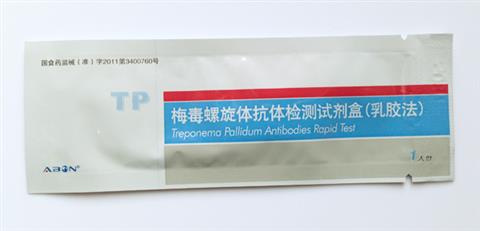 国食药监械(准)字2011第3400760号
TP
梅毒螺旋体抗体检测试剂盒(乳胶法)
Treponema Pallidum Antibodies Rapid Test
ABON®
1人份